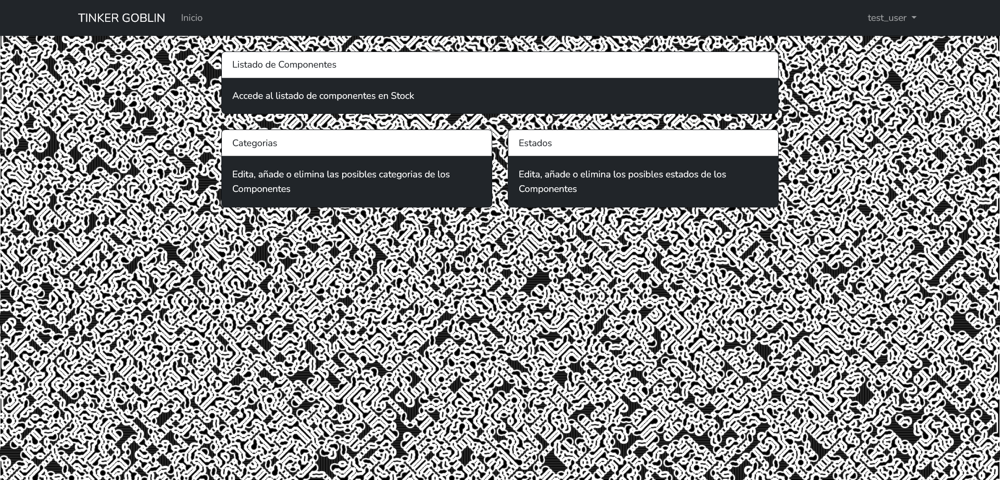 TINKER GOBLIN Inicio test_user
Listado de Componentes
Accede al listado de componentes en Stock
Categorias
Edita, añade o elimina las posibles categorias de los
Componentes
Estados
Edita, añade o elimina los posibles estados de los
Componentes